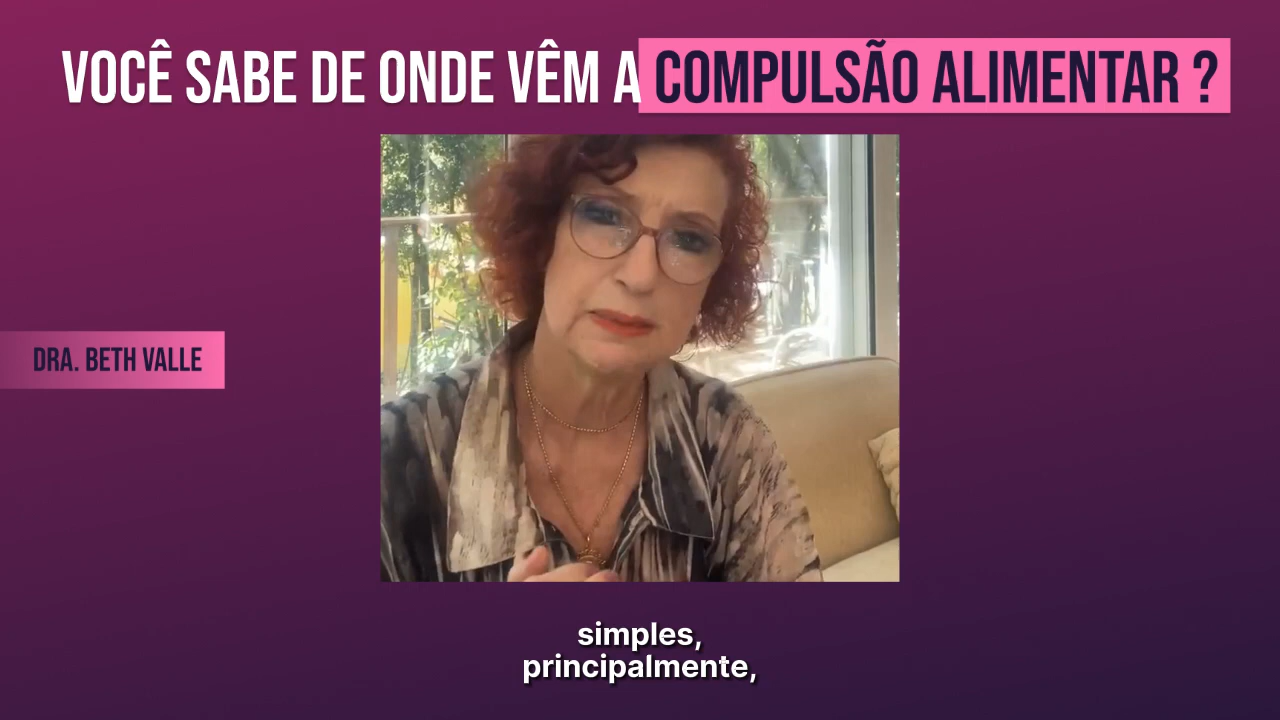 VOCÊ SABE DE ONDE VÊM A COMPULSÃO ALIMENTAR ?
DRA. BETH VALLE
simples,
principalmente,